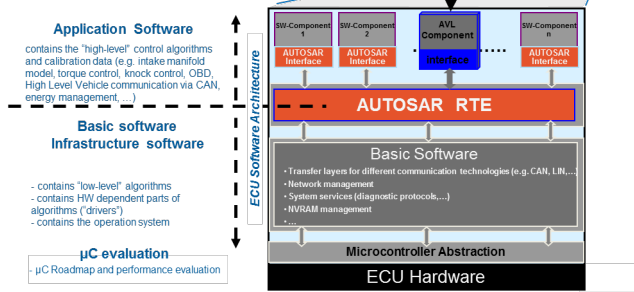 Application Software
contains the "high-level" control algorithms
and calibration data (e.g. intake manifold
model, torque control, knock control, OBD,
High Level Vehicle communication via CAN,
energy management, ...)
Basic software
Infrastructure software
- contains "low-level" algorithms
- contains HW dependent parts of
algorithms ("drivers")
- contains the operation system
µC evaluation
- µC Roadmap and performance evaluation
ECU Software Architecture
SW-Component
1
AUTOSAR
Interface
SW-Component
2
AUTOSAR
Interface
AVL
Component
Interface
......
SW-Component
n
AUTOSAR
Interface
AUTOSAR RTE
Basic Software
• Transfer layers for different communication technologies (e.g. CAN, LIN,...)
• Network management
• System services (diagnostic protocols,...)
• NVRAM management
• ...
Microcontroller Abstraction
ECU Hardware